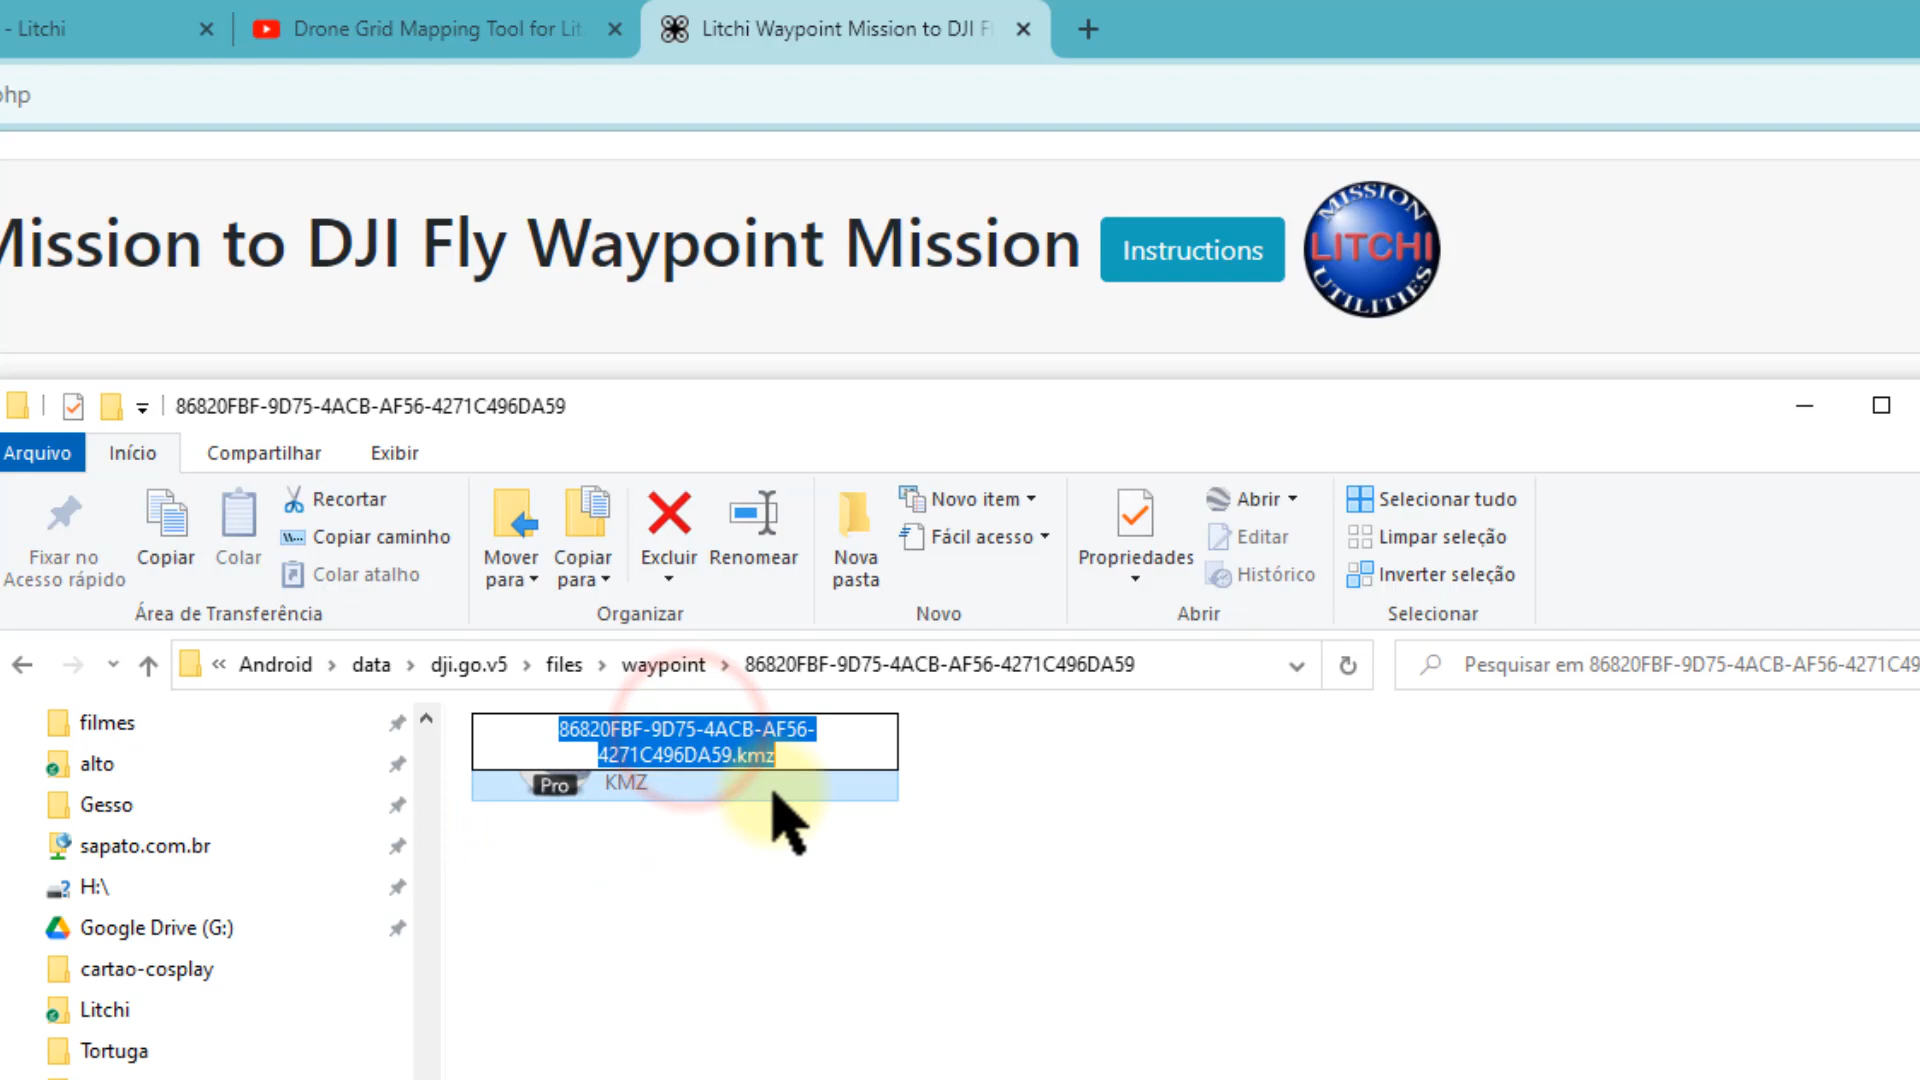 - Litchi
Drone Grid Mapping Tool for Lit
Litchi Waypoint Mission to DJI F
php
Mission to DJI Fly Waypoint Mission
Instructions
MISSION
LITCHI
UTILITIES
86820FBF-9D75-4ACB-AF56-4271C496DA59
Arquivo
Início
Compartilhar
Exibir
Fixar no
Acesso rápido
Copiar
Colar
Recortar
Copiar caminho
Colar atalho
Área de Transferência
Mover
para
Copiar
para
Excluir
Renomear
Organizar
Nova
pasta
Novo item
Fácil acesso
Novo
Propriedades
Abrir
Editar
Histórico
Abrir
Selecionar tudo
Limpar seleção
Inverter seleção
Selecionar
« Android › data › dji.go.v5 › files › waypoint › 86820FBF-9D75-4ACB-AF56-4271C496DA59
Pesquisar em 86820FBF-9D75-4ACB-AF56-4271C49
filmes
alto
Gesso
sapato.com.br
H:\
Google Drive (G:)
cartao-cosplay
Litchi
Tortuga
86820FBF-9D75-4ACB-AF56-
4271C496DA59.kmz
Pro
KMZ